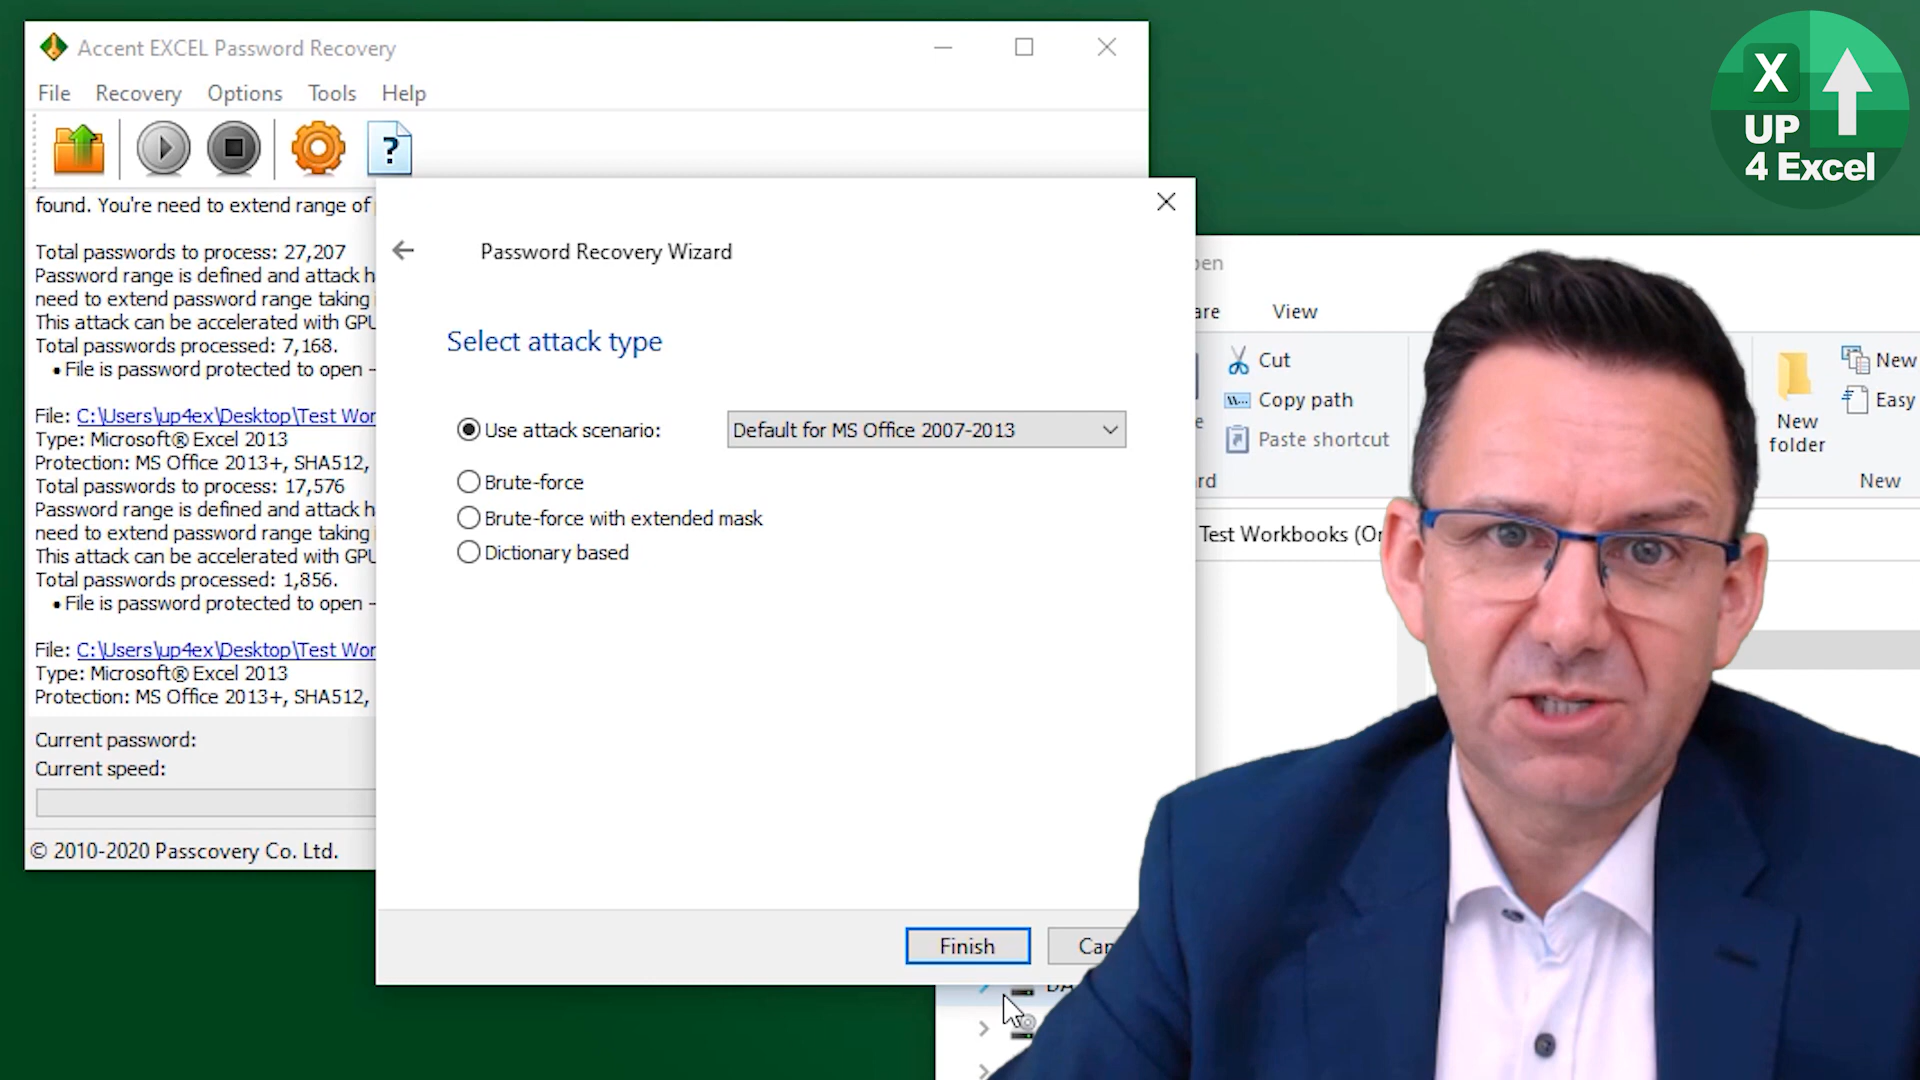 Accent EXCEL Password Recovery
File Recovery Options Tools Help
found. You're need to extend range of
Total passwords to process: 27,207
Password range is defined and attack h
need to extend password range taking
This attack can be accelerated with GPU
Total passwords processed: 7,168.
• File is password protected to open -
File: C:\Users\up4ex\Desktop\Test Wor
Type: Microsoft® Excel 2013
Protection: MS Office 2013+, SHA512,
Total passwords to process: 17,576
Password range is defined and attack h
need to extend password range taking
This attack can be accelerated with GPU
Total passwords processed: 1,856.
• File is password protected to open -
File: C:\Users\up4ex\Desktop\Test Wor
Type: Microsoft® Excel 2013
Protection: MS Office 2013+, SHA512,
Current password:
Current speed:
© 2010-2020 Passcovery Co. Ltd.
Password Recovery Wizard
Select attack type
Use attack scenario: Default for MS Office 2007-2013
Brute-force
Brute-force with extended mask
Dictionary based
Finish Can
X
UP
4 Excel
pen
are View
Cut
Copy path
Paste shortcut
rd
New
folder
New
Easy
New
Test Workbooks (Or